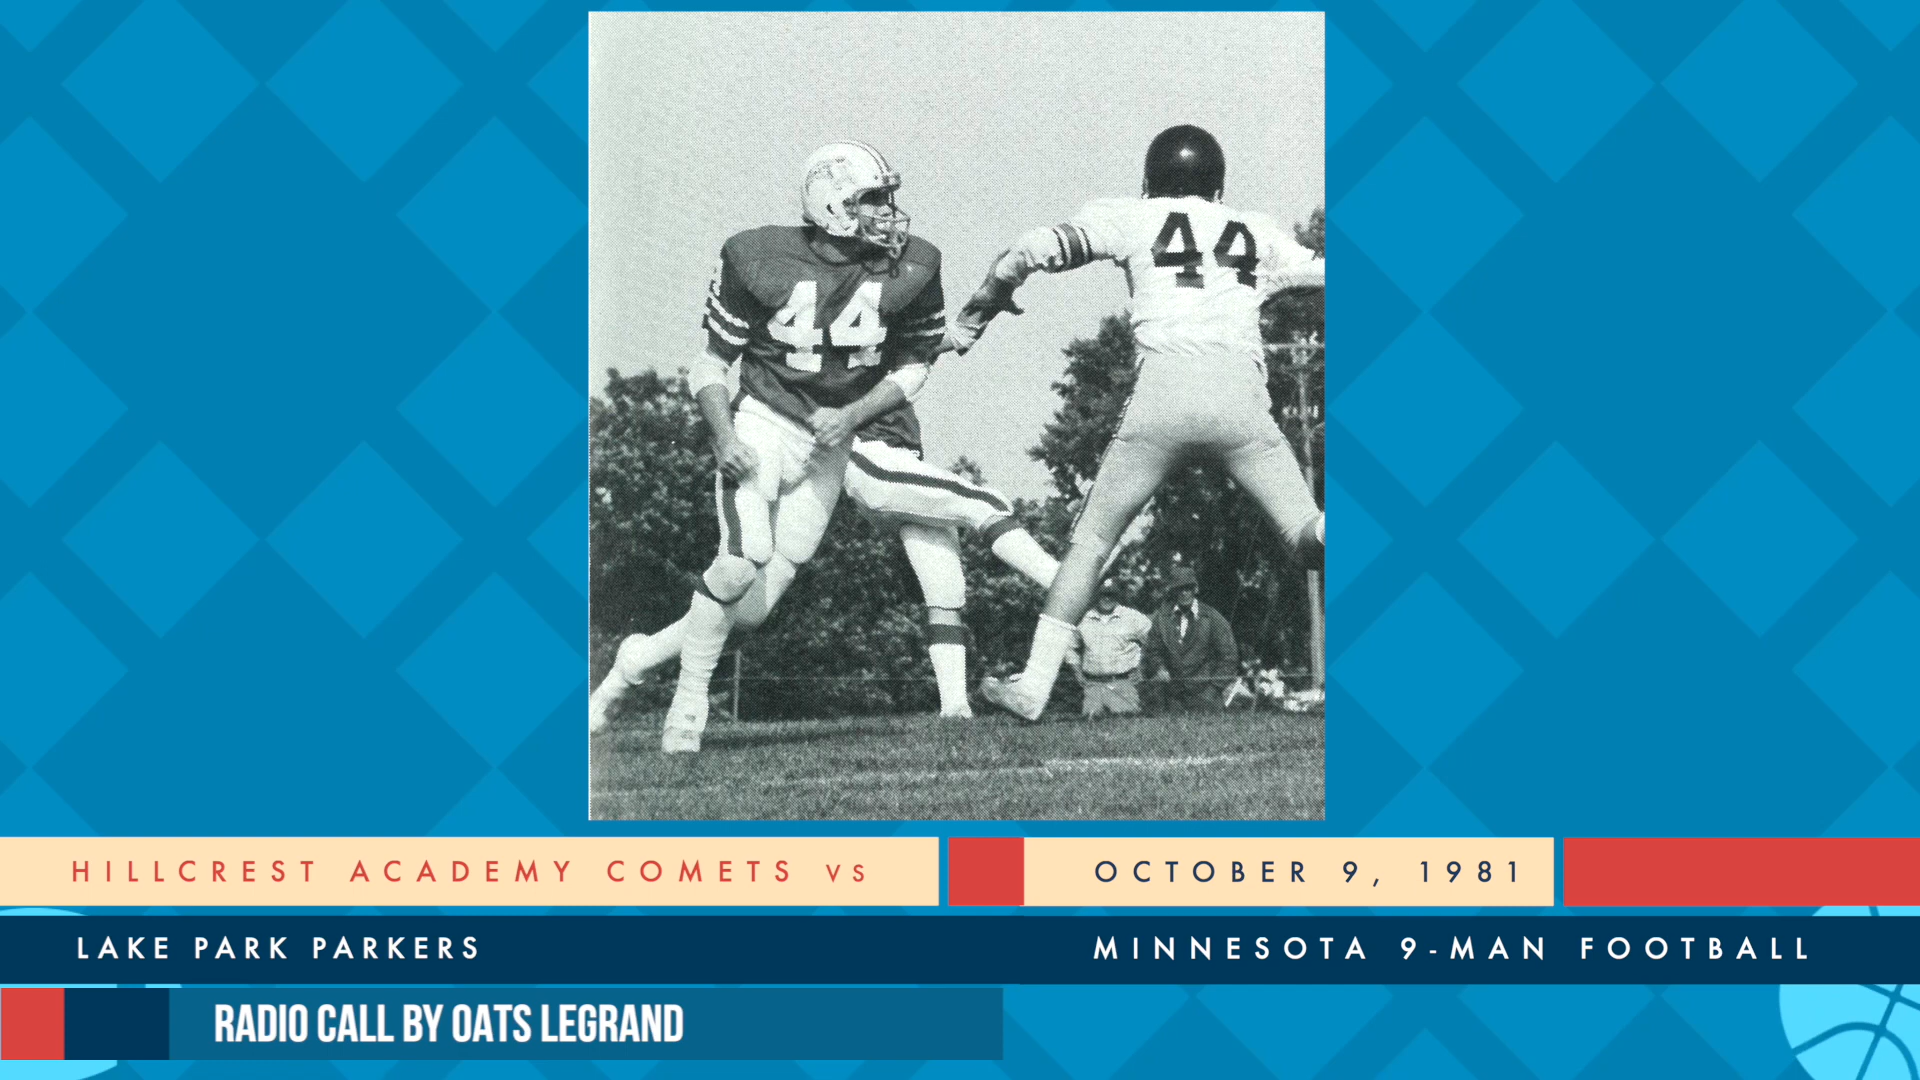 44
44
HILLCREST ACADEMY COMETS VS
OCTOBER 9, 1981
LAKE PARK PARKERS
MINNESOTA 9-MAN FOOTBALL
RADIO CALL BY OATS LEGRAND